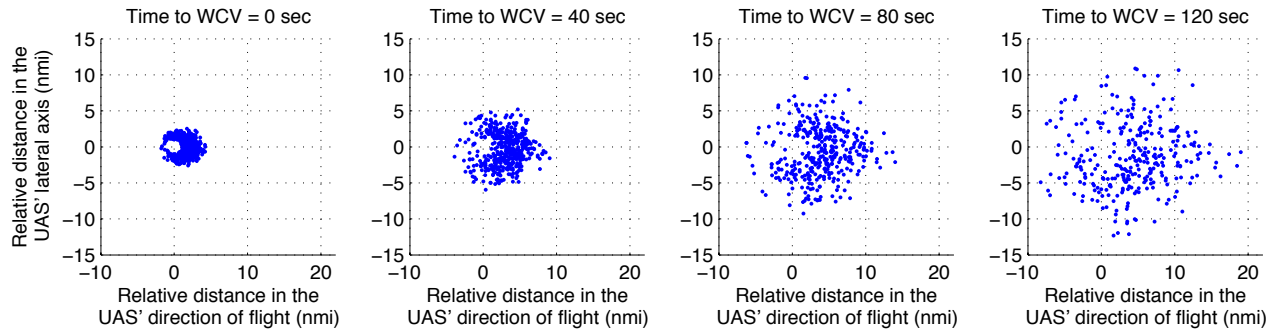 Time to WCV = 0 sec
Time to WCV = 40 sec
Time to WCV = 80 sec
Time to WCV = 120 sec
Relative distance in the
UAS' lateral axis (nmi)
15
10
5
0
−5
−10
−15
−10 0 10 20
Relative distance in the
UAS' direction of flight (nmi)
15
10
5
0
−5
−10
−15
−10 0 10 20
Relative distance in the
UAS' direction of flight (nmi)
15
10
5
0
−5
−10
−15
−10 0 10 20
Relative distance in the
UAS' direction of flight (nmi)
15
10
5
0
−5
−10
−15
−10 0 10 20
Relative distance in the
UAS' direction of flight (nmi)